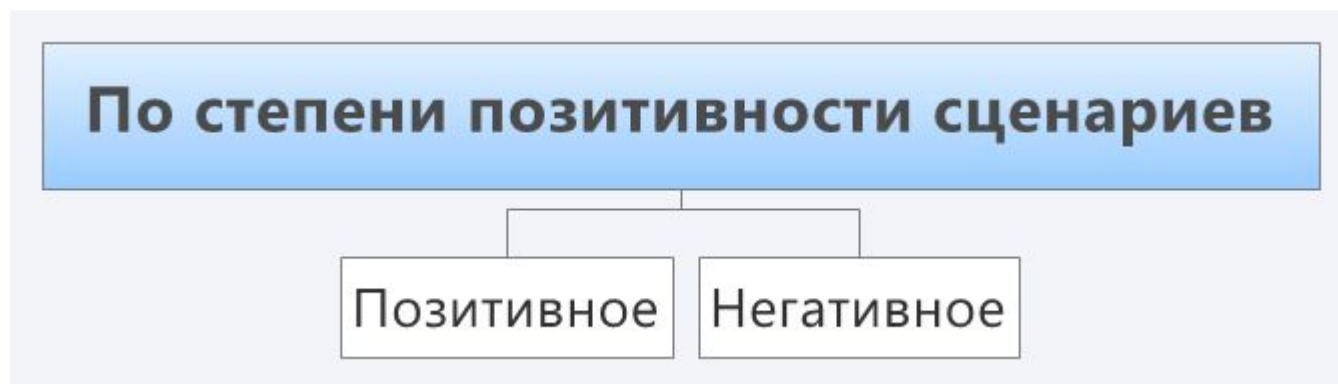 По степени позитивности сценариев
Позитивное
Негативное